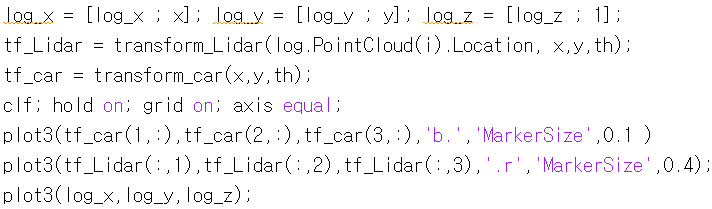 log_x = [log_x ; x]; log_y = [log_y ; y]; log_z = [log_z ; 1];
tf_Lidar = transform_Lidar(log.PointCloud(i).Location, x,y,th);
tf_car = transform_car(x,y,th);
clf; hold on; grid on; axis equal;
plot3(tf_car(1,:),tf_car(2,:),tf_car(3,:),'b.','MarkerSize',0.1 )
plot3(tf_Lidar(:,1),tf_Lidar(:,2),tf_Lidar(:,3),'.r','MarkerSize',0.4);
plot3(log_x,log_y,log_z);